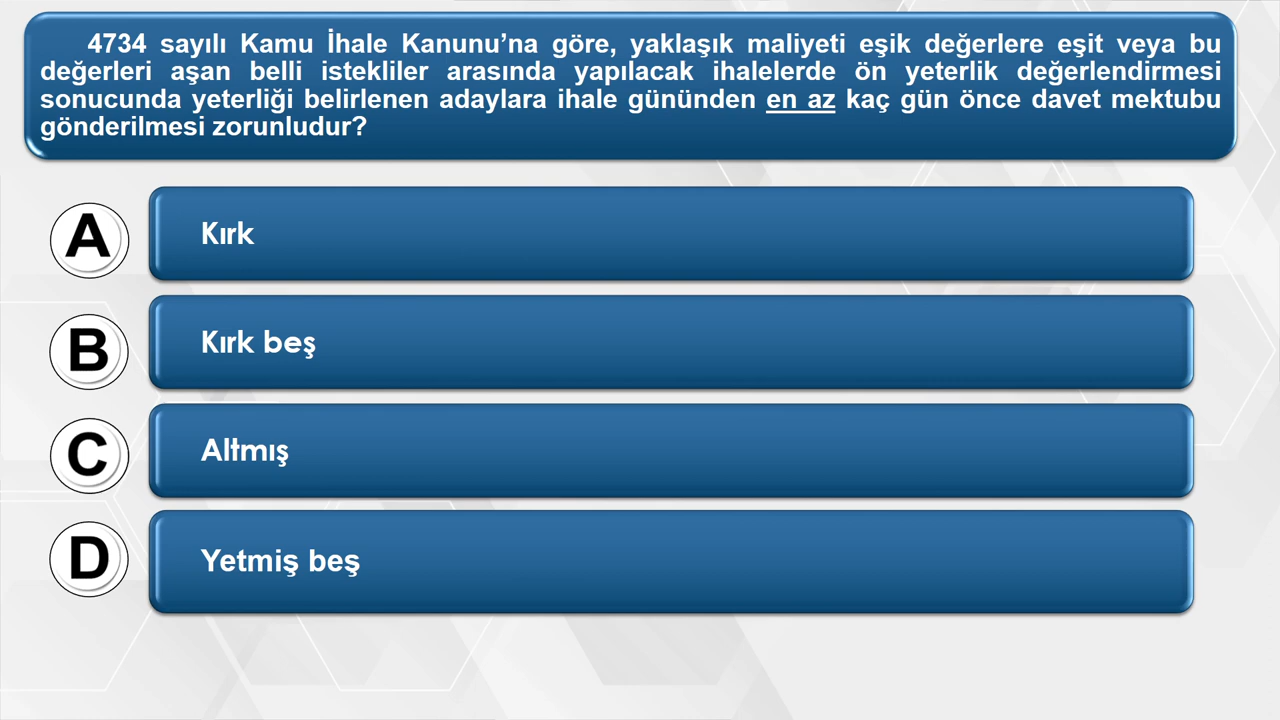 4734 sayılı Kamu İhale Kanunu’na göre, yaklaşık maliyeti eşik değerlere eşit veya bu
değerleri aşan belli istekliler arasında yapılacak ihalelerde ön yeterlik değerlendirmesi
sonucunda yeterliği belirlenen adaylara ihale gününden en az kaç gün önce davet mektubu
gönderilmesi zorunludur?
A Kırk
B Kırk beş
C Altmış
D Yetmiş beş